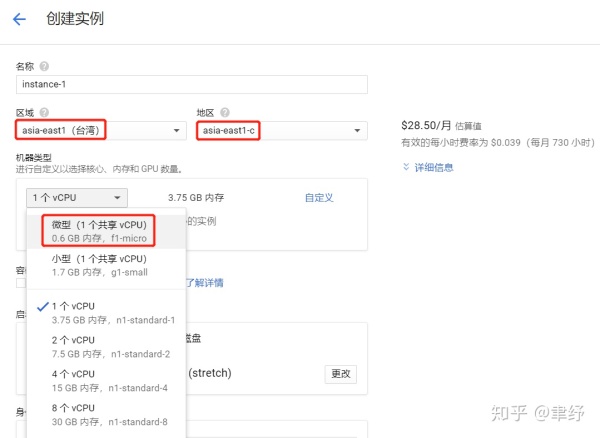 创建实例
名称
instance-1
区域 地区
asia-east1（台湾） asia-east1-c
$28.50/月 估算值
有效的每小时费率为 $0.039（每月 730 小时）
详细信息
机器类型
进行自定义以选择核心、内存和 GPU 数量。
1 个 vCPU 3.75 GB 内存 自定义
微型（1 个共享 vCPU） 的实例
0.6 GB 内存，f1-micro
小型（1 个共享 vCPU）
1.7 GB 内存，g1-small
了解详情
1 个 vCPU
3.75 GB 内存，n1-standard-1
2 个 vCPU 磁盘
7.5 GB 内存，n1-standard-2
4 个 vCPU (stretch) 更改
15 GB 内存，n1-standard-4
8 个 vCPU
30 GB 内存，n1-standard-8
知乎 @聿纾